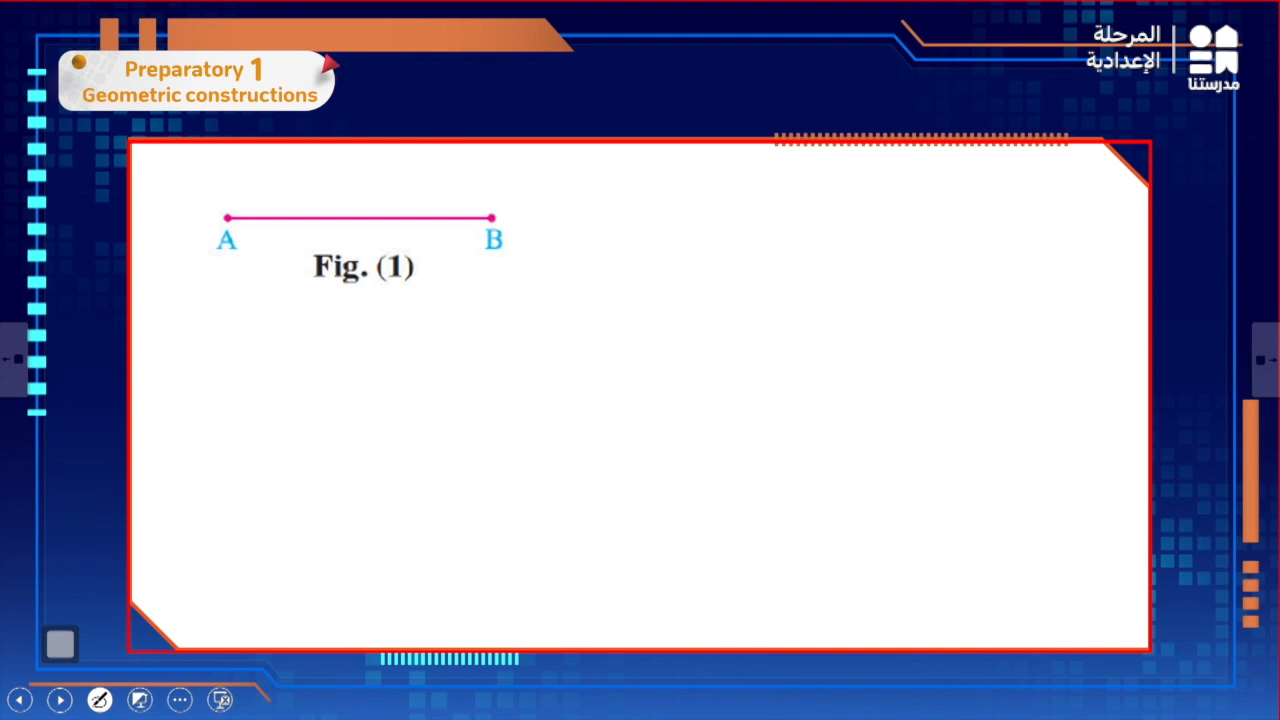 Preparatory 1
Geometric constructions
المرحلة
الإعدادية
مدرستنا
A
B
Fig. (1)